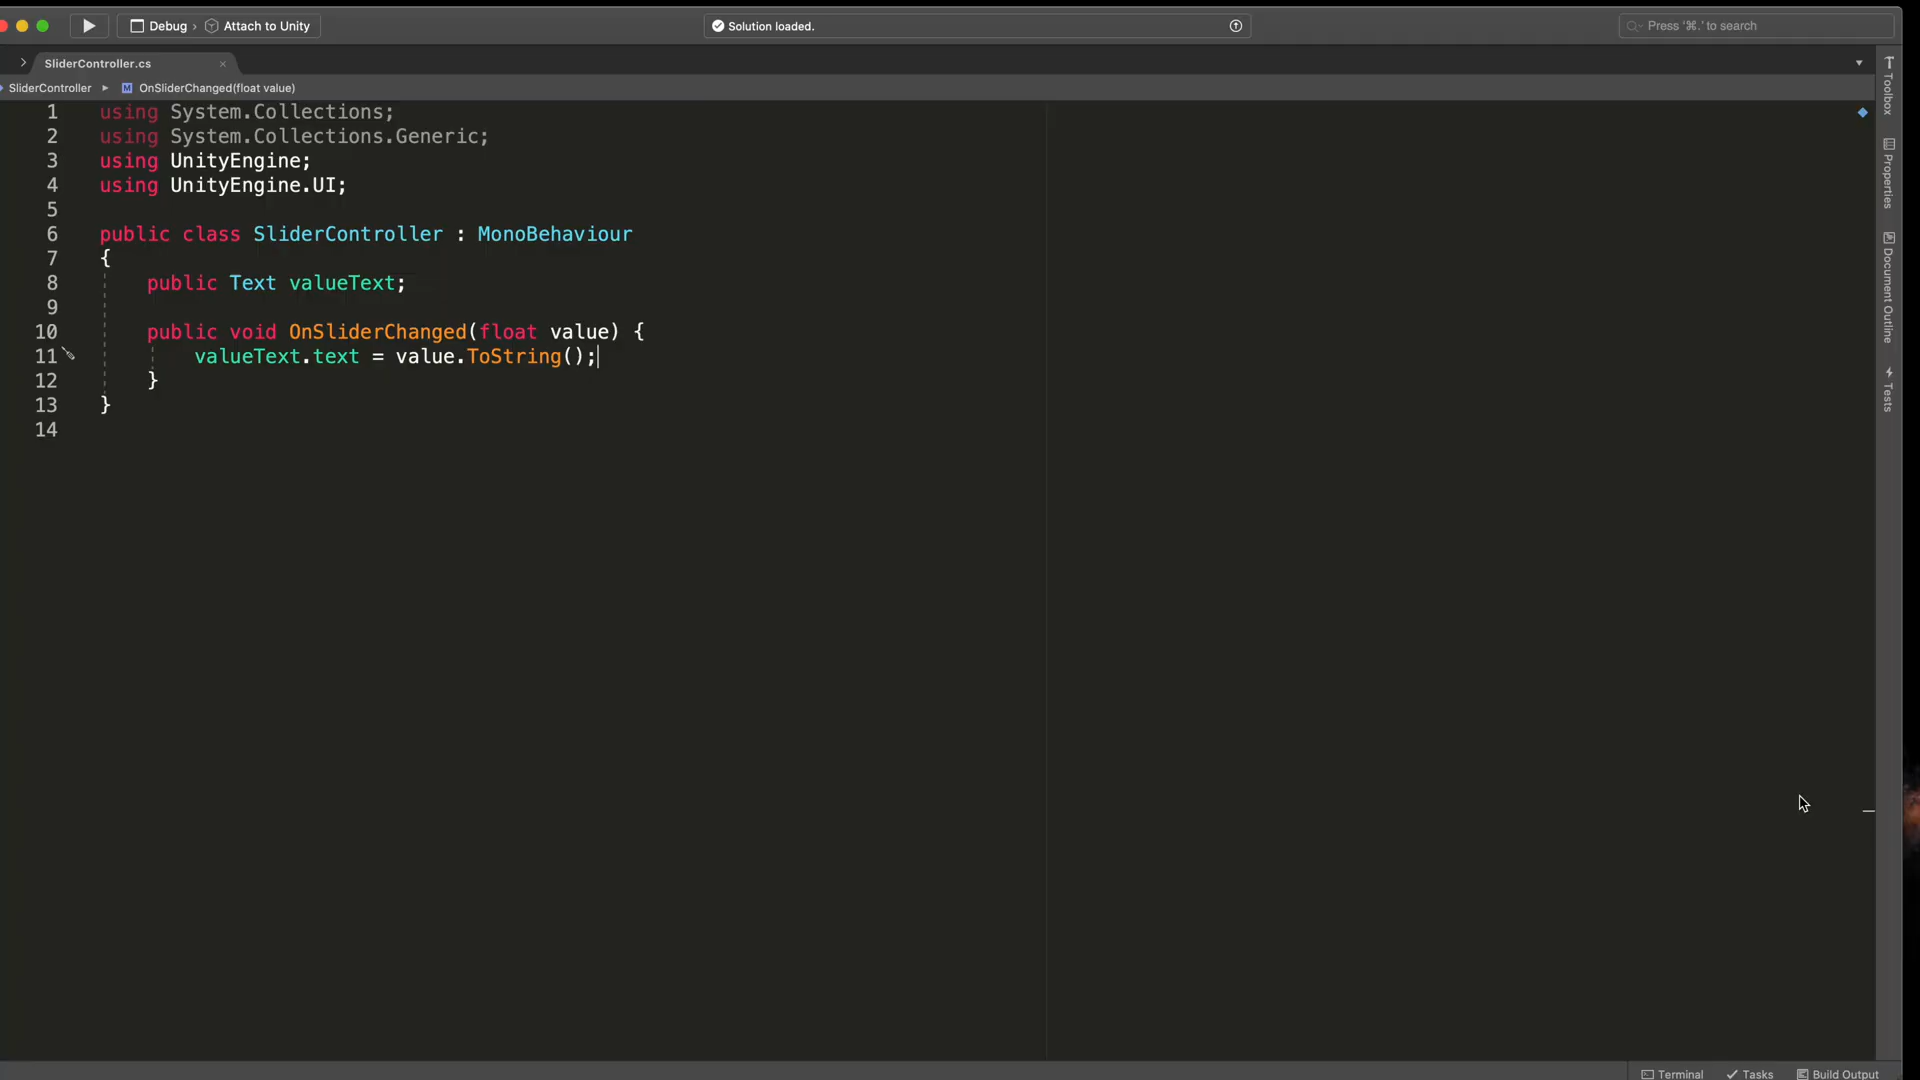 Debug › Attach to Unity
Solution loaded.
Press '⌘.' to search
SliderController.cs
SliderController ▸ M OnSliderChanged(float value)
1 using System.Collections;
2 using System.Collections.Generic;
3 using UnityEngine;
4 using UnityEngine.UI;
5
6 public class SliderController : MonoBehaviour
7 {
8 public Text valueText;
9
10 public void OnSliderChanged(float value) {
11 valueText.text = value.ToString();
12 }
13 }
14
Toolbox
Properties
Document Outline
Tests
Terminal
Tasks
Build Output